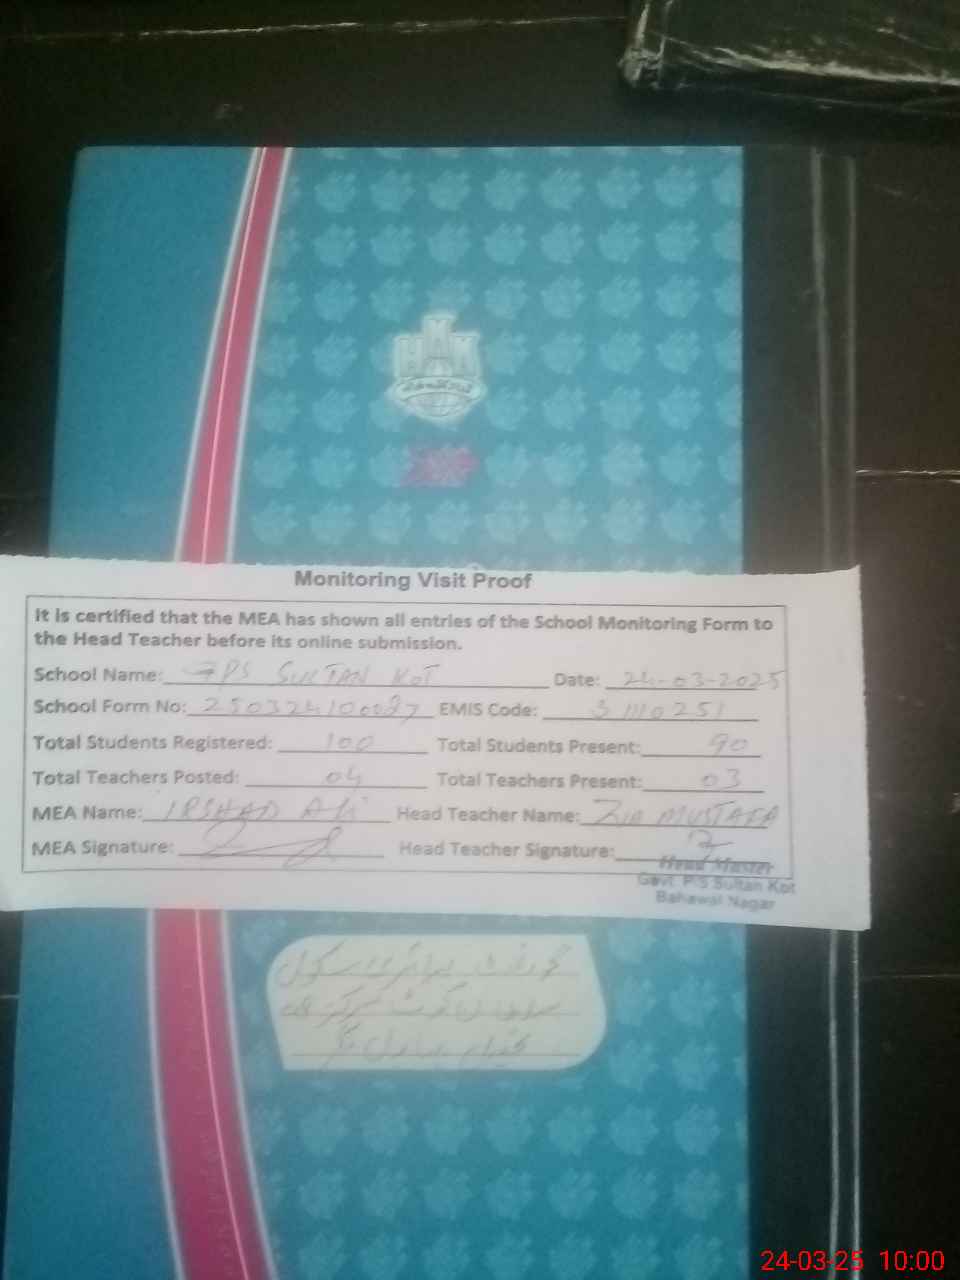 Monitoring Visit Proof
It is certified that the MEA has shown all entries of the School Monitoring Form to
the Head Teacher before its online submission.
School Name: GPS SULTAN KOT Date: 24-03-2025
School Form No: 25032410087 EMIS Code: 31110251
Total Students Registered: 100 Total Students Present: 90
Total Teachers Posted: 04 Total Teachers Present: 03
MEA Name: IRSHAD Ali Head Teacher Name: Zia MUSTAFA
MEA Signature: Head Teacher Signature:
Head Master
Govt. P/S Sultan Kot
Bahawal Nagar
گورنمنٹ پرائمری سکول
24-03-25 10:00